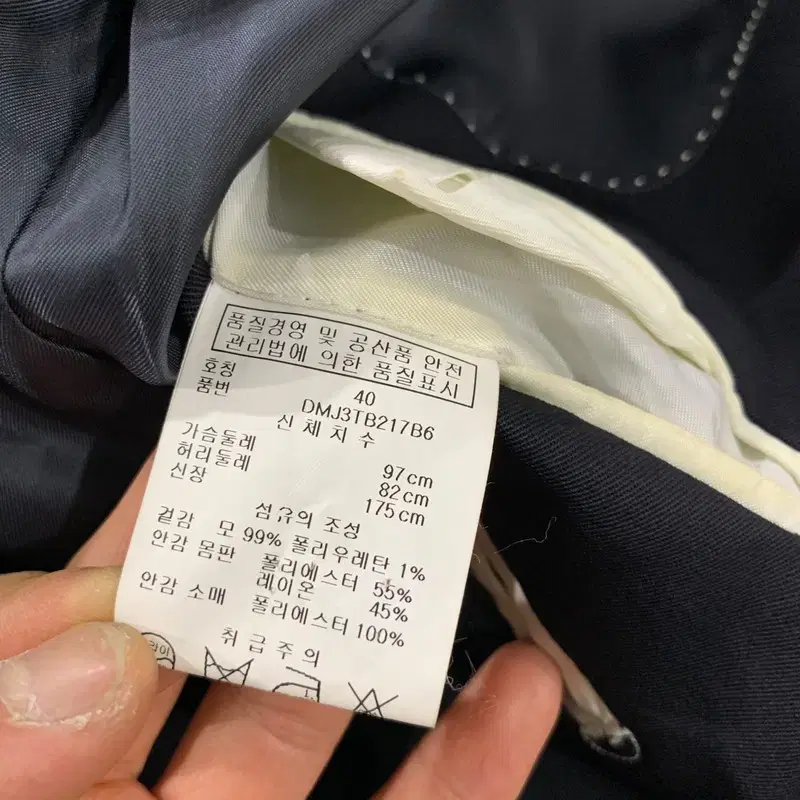 품질경영 및 공산품 안전
관리법에 의한 품질표시
호칭 40
품번 DMJ3TB217B6
신체치수
가슴둘레 97cm
허리둘레 82cm
신장 175cm
섬유의 조성
겉감 모 99% 폴리우레탄 1%
안감 몸판 폴리에스터 55%
레이온 45%
안감 소매 폴리에스터 100%
취급주의